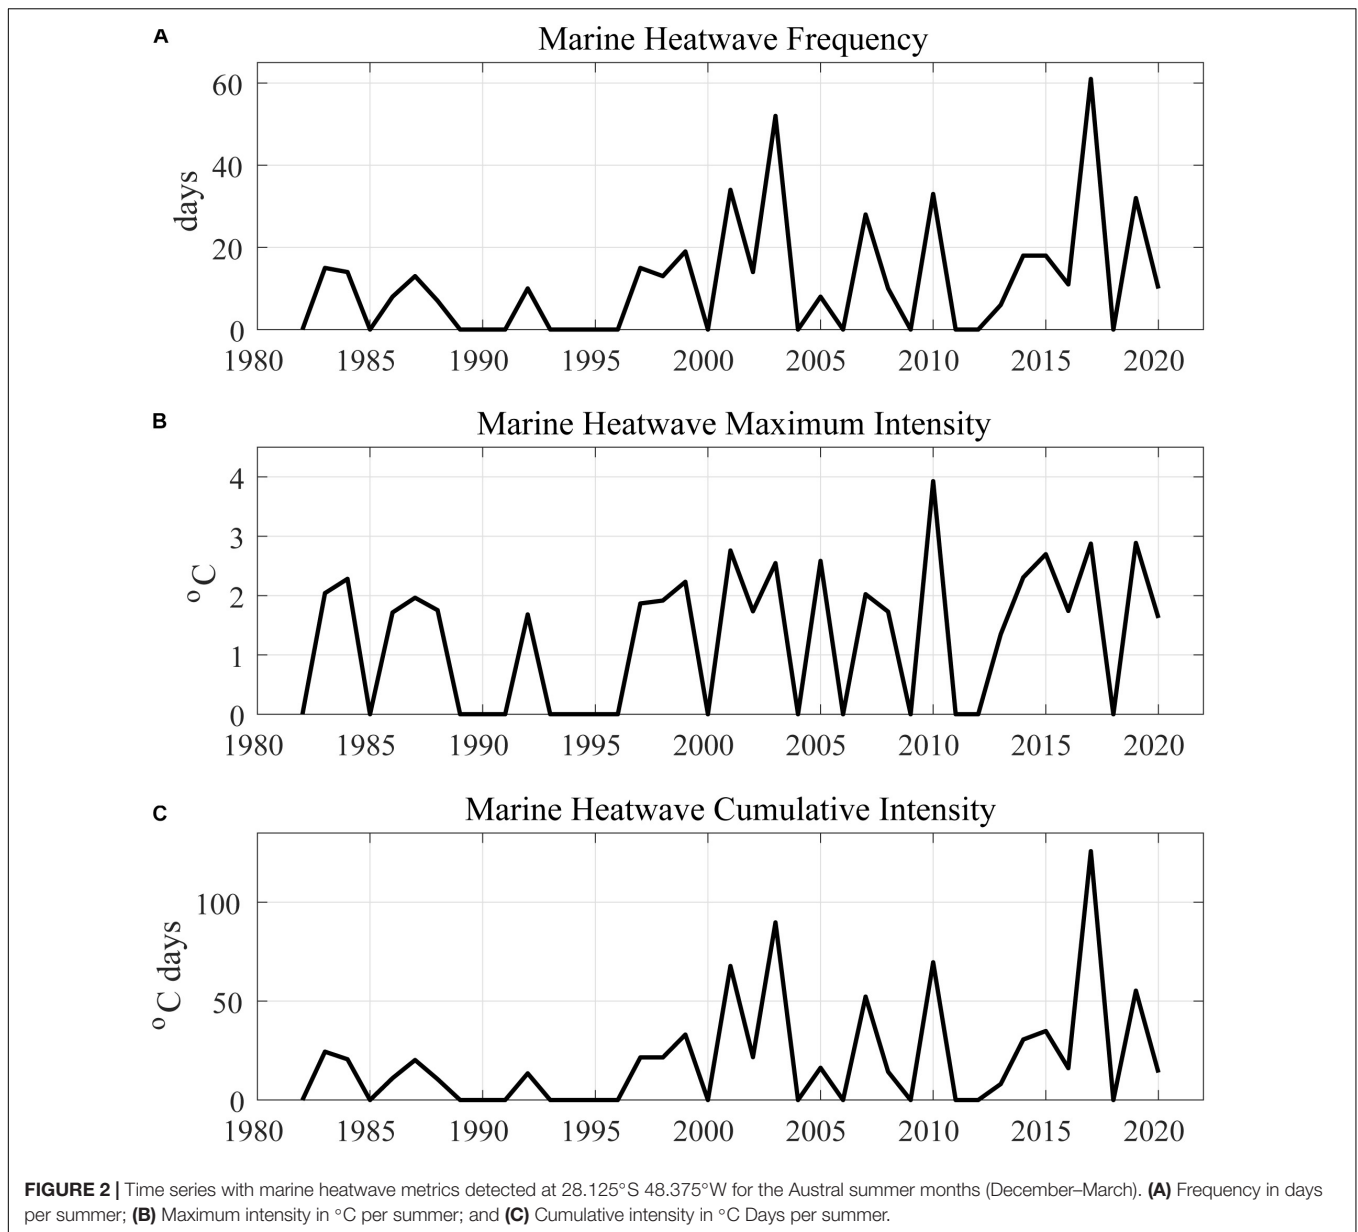 A
Marine Heatwave Frequency
60
40
20
0
days
1980 1985 1990 1995 2000 2005 2010 2015 2020
B
Marine Heatwave Maximum Intensity
4
3
2
1
0
°C
1980 1985 1990 1995 2000 2005 2010 2015 2020
C
Marine Heatwave Cumulative Intensity
100
50
0
°C days
1980 1985 1990 1995 2000 2005 2010 2015 2020
FIGURE 2 | Time series with marine heatwave metrics detected at 28.125°S 48.375°W for the Austral summer months (December–March). (A) Frequency in days
per summer; (B) Maximum intensity in °C per summer; and (C) Cumulative intensity in °C Days per summer.